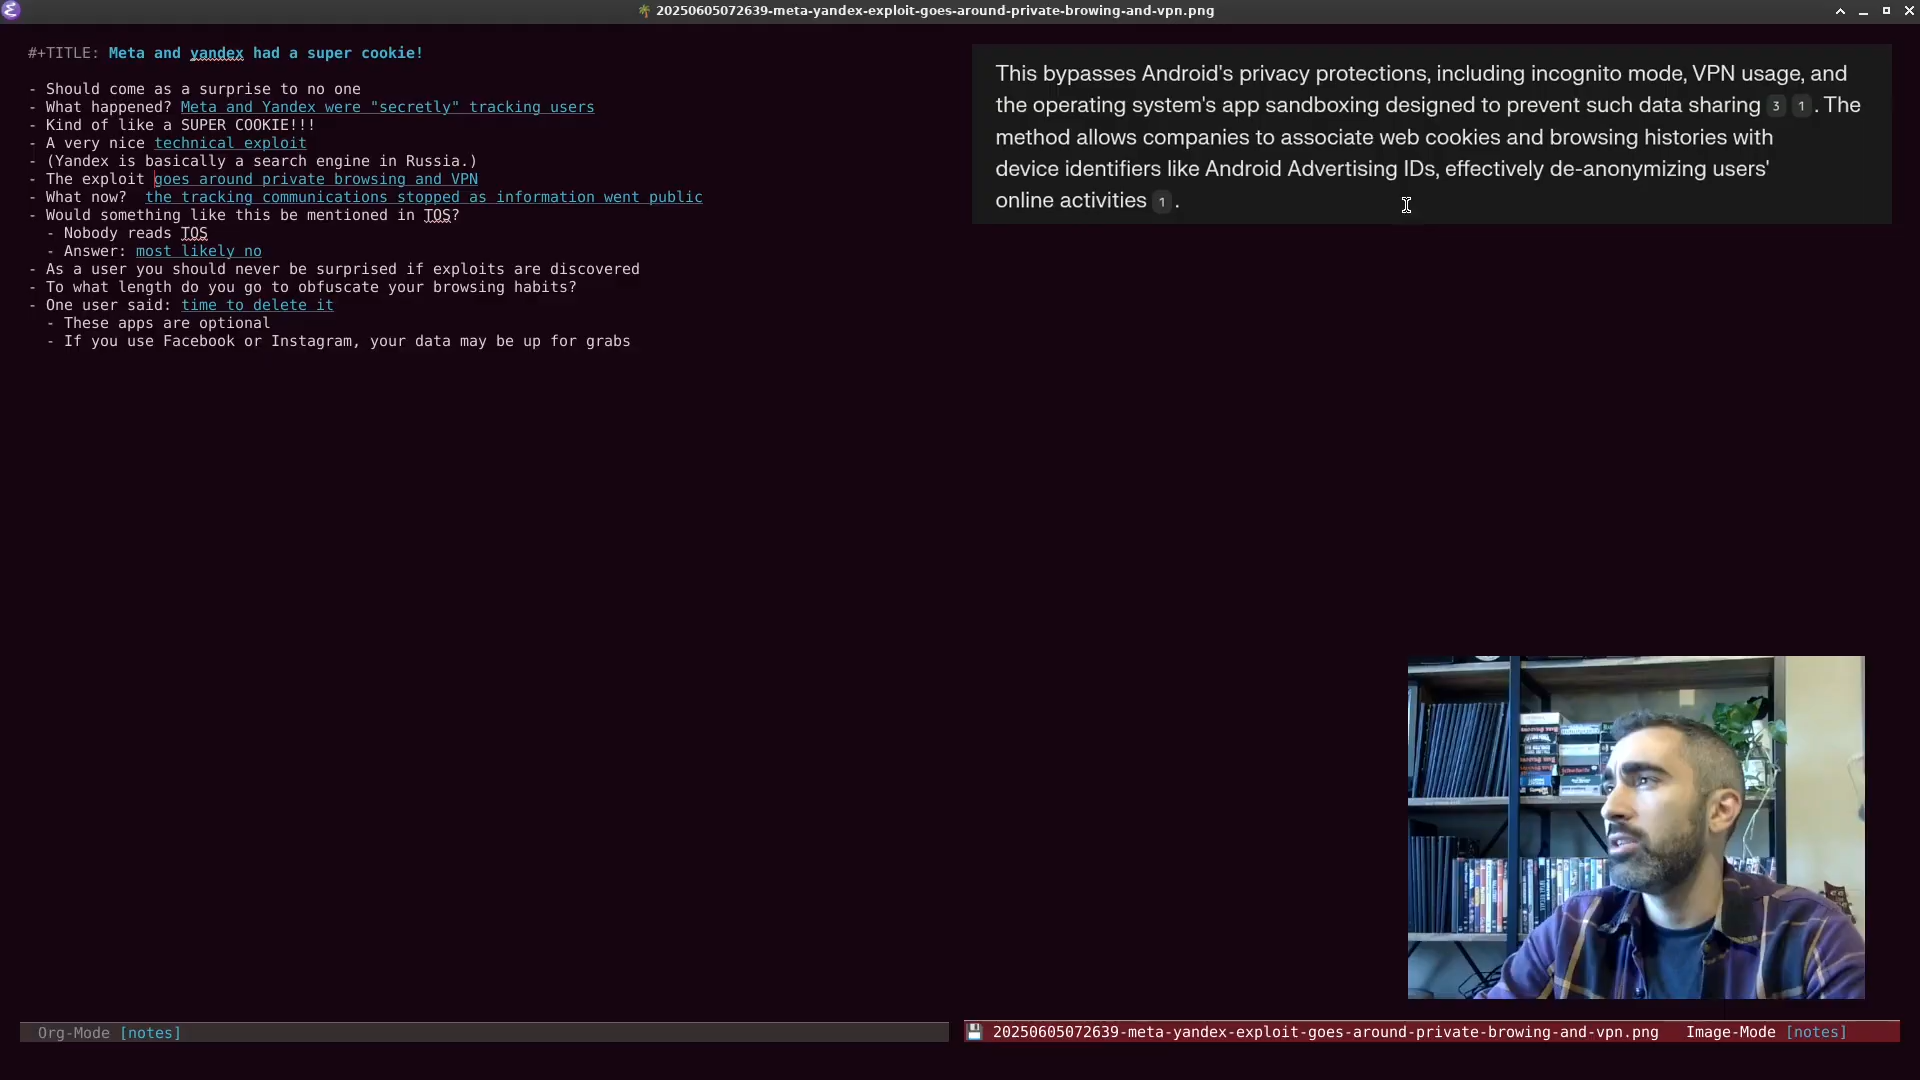 20250605072639-meta-yandex-exploit-goes-around-private-browing-and-vpn.png
#+TITLE: Meta and yandex had a super cookie!
- Should come as a surprise to no one
- What happened? Meta and Yandex were "secretly" tracking users
- Kind of like a SUPER COOKIE!!!
- A very nice technical exploit
- (Yandex is basically a search engine in Russia.)
- The exploit goes around private browsing and VPN
- What now?  the tracking communications stopped as information went public
- Would something like this be mentioned in TOS?
  - Nobody reads TOS
  - Answer: most likely no
- As a user you should never be surprised if exploits are discovered
- To what length do you go to obfuscate your browsing habits?
- One user said: time to delete it
  - These apps are optional
  - If you use Facebook or Instagram, your data may be up for grabs
This bypasses Android's privacy protections, including incognito mode, VPN usage, and
the operating system's app sandboxing designed to prevent such data sharing 3 1 . The
method allows companies to associate web cookies and browsing histories with
device identifiers like Android Advertising IDs, effectively de-anonymizing users'
online activities 1 .
Org-Mode [notes]
20250605072639-meta-yandex-exploit-goes-around-private-browing-and-vpn.png Image-Mode [notes]